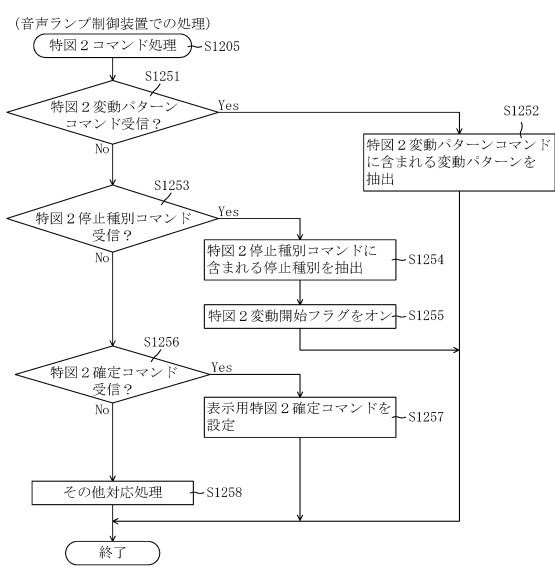 (音声ランプ制御装置での処理)
特図2コマンド処理
S1205
S1251
特図2変動パターン
コマンド受信?
Yes
No
S1252
特図2変動パターンコマンド
に含まれる変動パターンを
抽出
S1253
特図2停止種別コマンド
受信?
Yes
No
特図2停止種別コマンドに
含まれる停止種別を抽出
S1254
特図2変動開始フラグをオン
S1255
S1256
特図2確定コマンド
受信?
Yes
No
表示用特図2確定コマンドを
設定
S1257
その他対応処理
S1258
終了